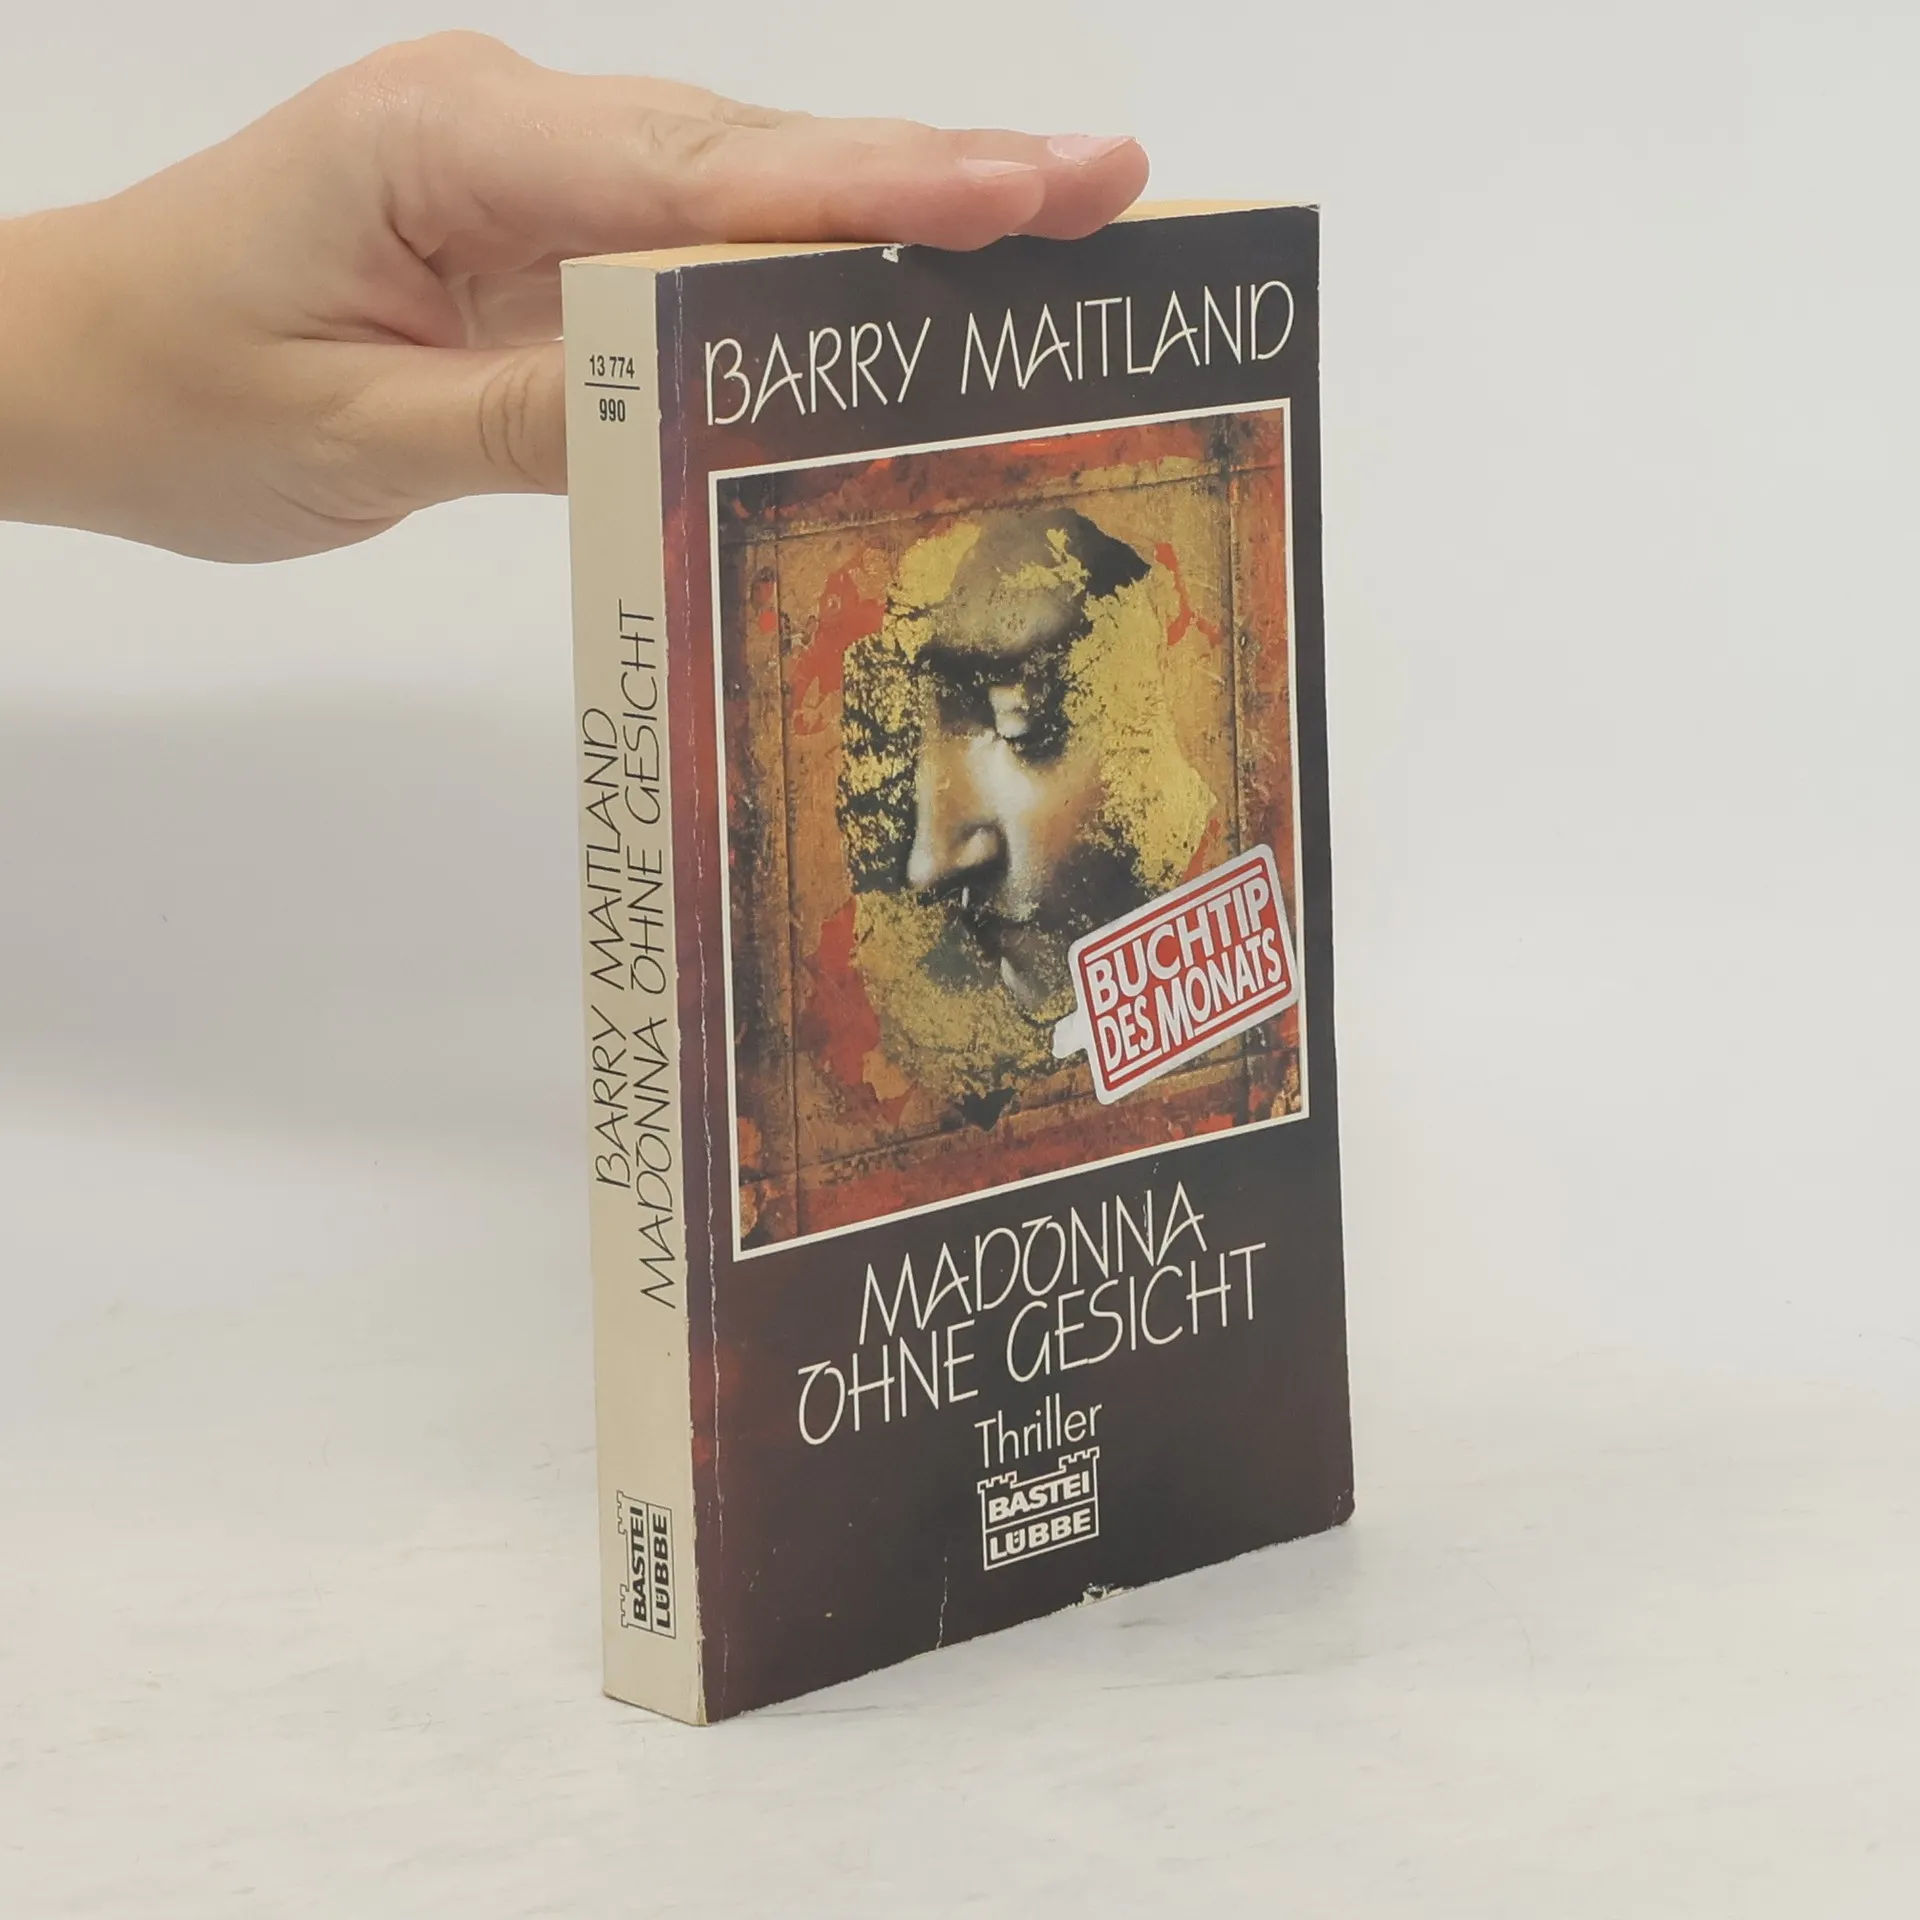 13 774
990
BARRY MAITLAND
MADONNA OHNE GESICHT
BASTEI
LÜBBE
BARRY MAITLAND
BUCHTIP
DES MONATS
MADONNA
OHNE GESICHT
Thriller
BASTEI
LÜBBE